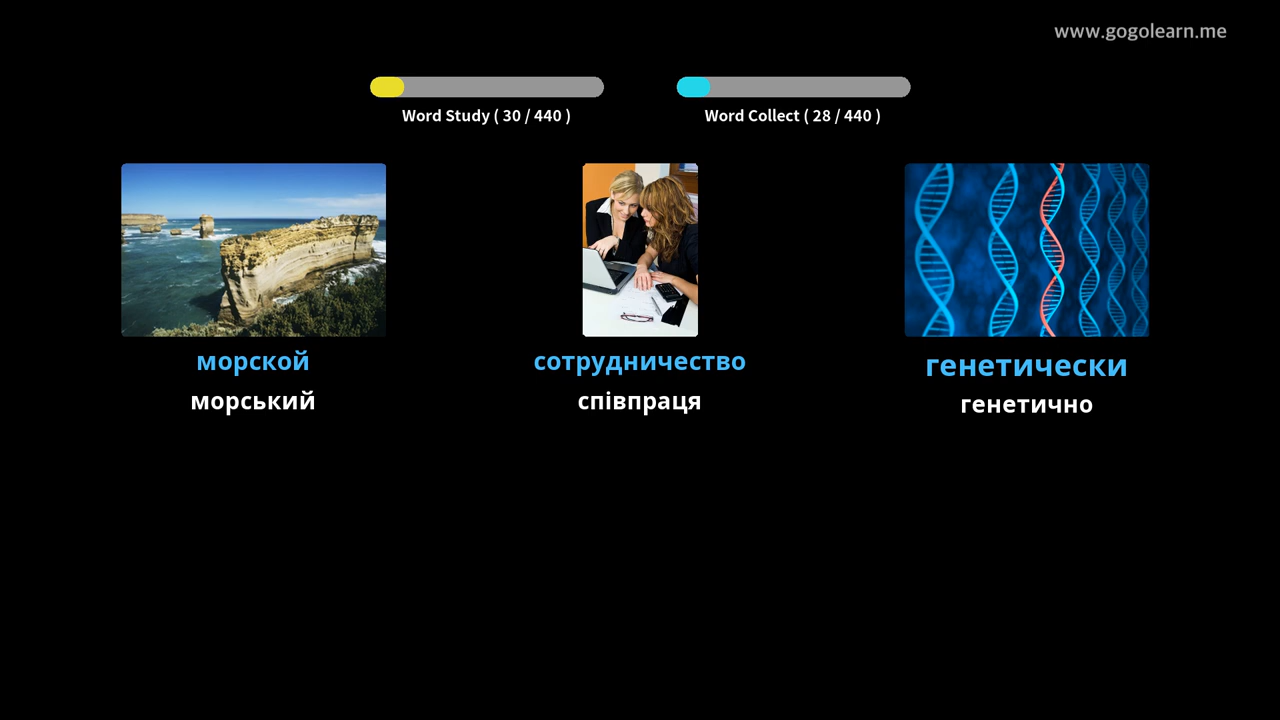 www.gogolearn.me
Word Study ( 30 / 440 )
Word Collect ( 28 / 440 )
морской
морський
сотрудничество
співпраця
генетически
генетично